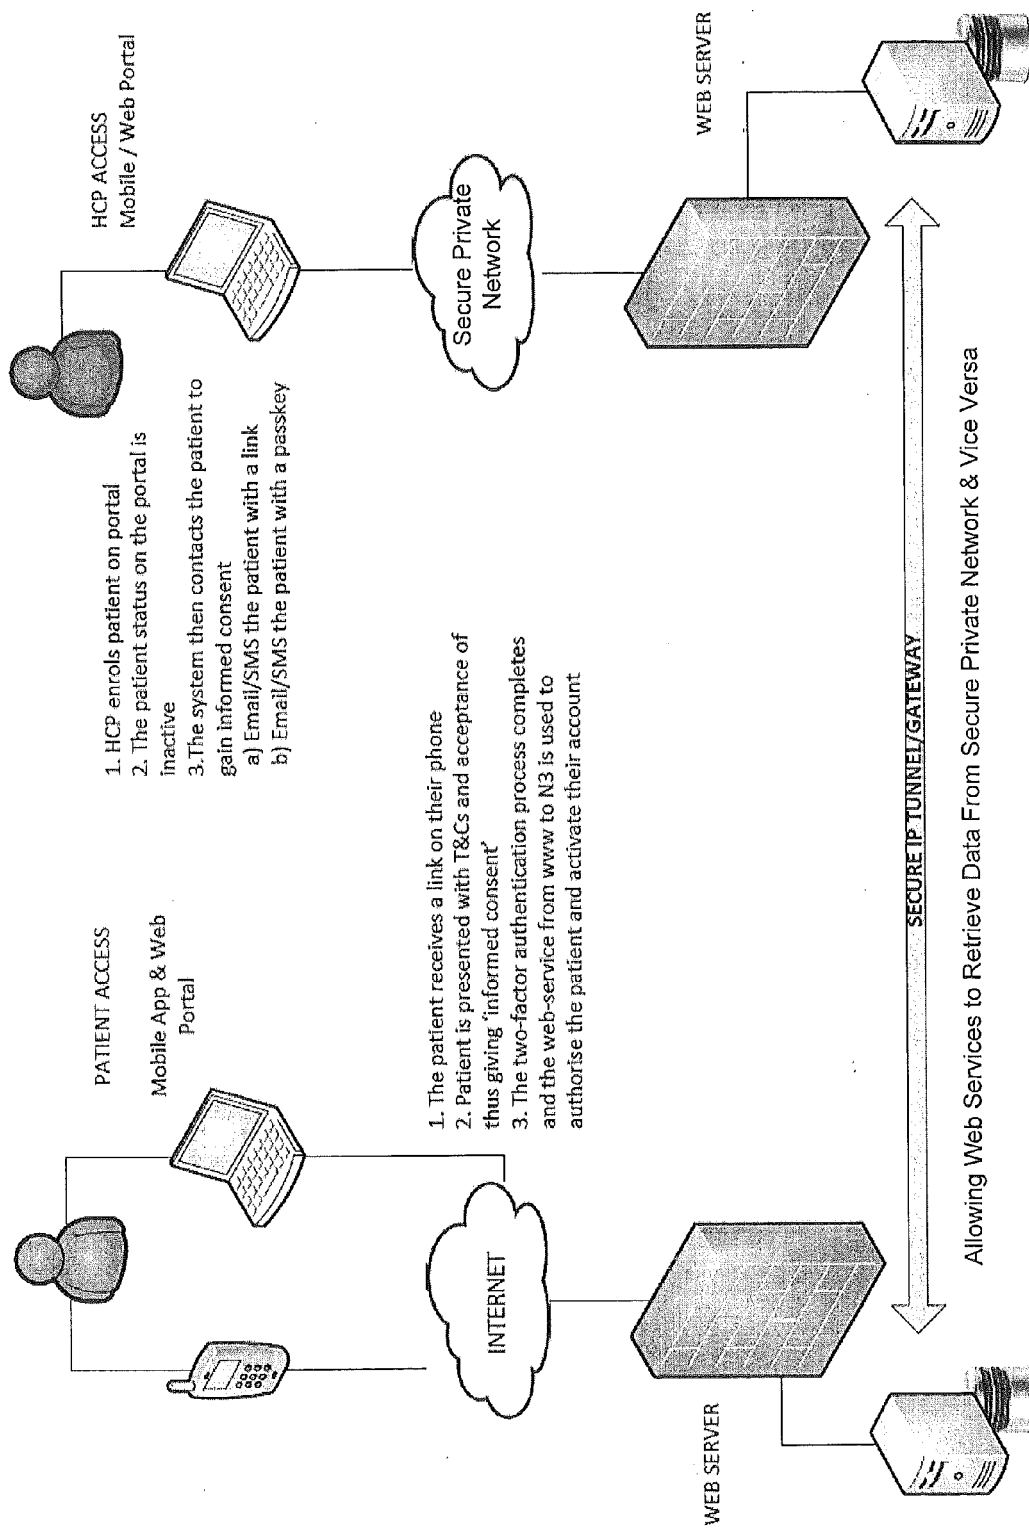 PATIENT ACCESS
Mobile App & Web
Portal
1. The patient receives a link on their phone
2. Patient is presented with T&Cs and acceptance of
thus giving 'informed consent'
3. The two-factor authentication process completes
and the web-service from www to N3 is used to
authorise the patient and activate their account
INTERNET
WEB SERVER
HCP ACCESS
Mobile / Web Portal
1. HCP enrols patient on portal
2. The patient status on the portal is
inactive
3.The system then contacts the patient to
gain informed consent
a) Email/SMS the patient with a link
b) Email/SMS the patient with a passkey
Secure Private
Network
WEB SERVER
SECURE IP TUNNEL/GATEWAY
Allowing Web Services to Retrieve Data From Secure Private Network & Vice Versa